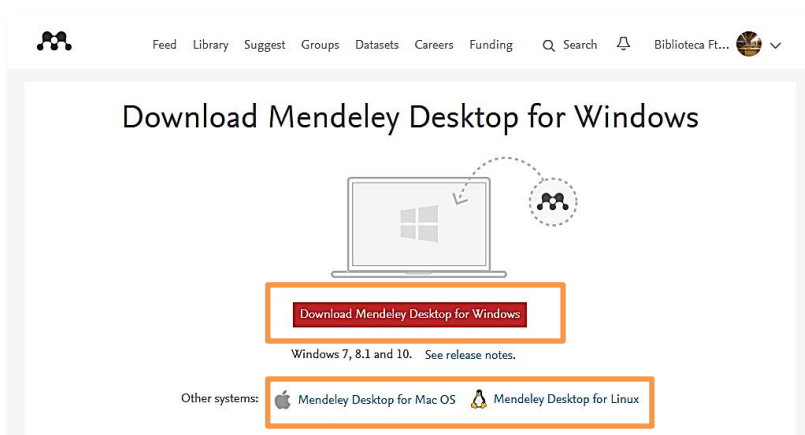 Feed Library Suggest Groups Datasets Careers Funding Search Biblioteca Ft...
Download Mendeley Desktop for Windows
Download Mendeley Desktop for Windows
Windows 7, 8.1 and 10. See release notes.
Other systems: Mendeley Desktop for Mac OS Mendeley Desktop for Linux